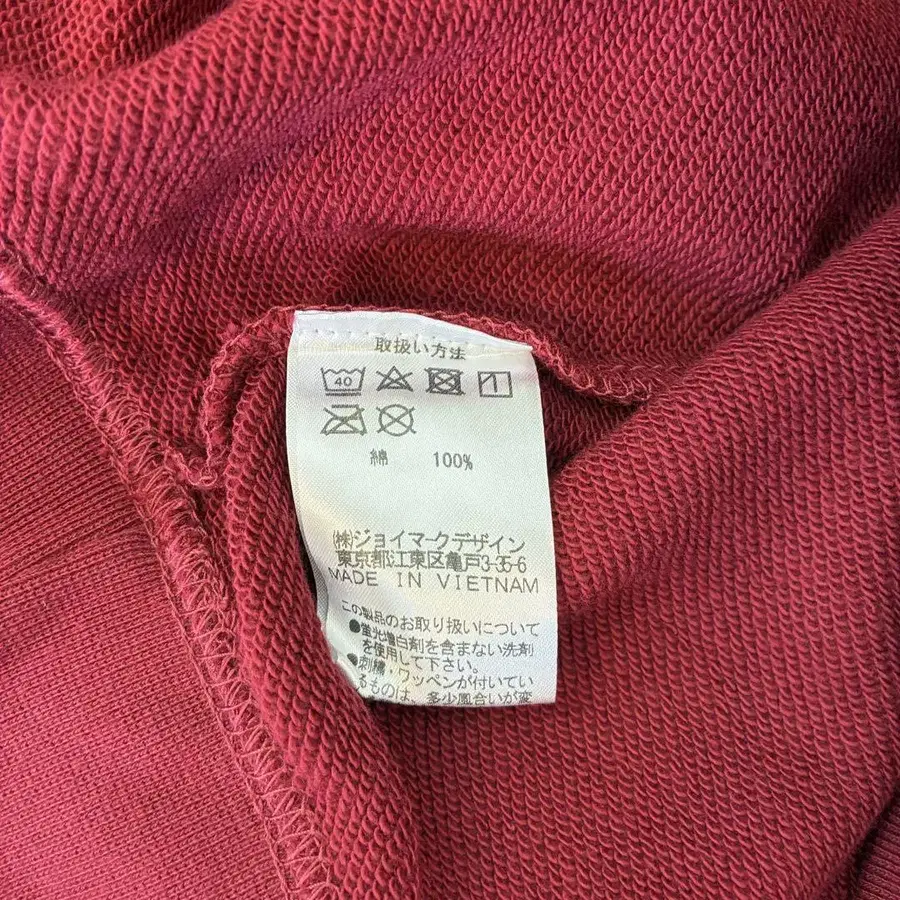 取扱い方法
40
綿 100%
(株)ジョイマークデザイン
東京都江東区亀戸3-35-6
MADE IN VIETNAM
この製品のお取り扱いについて
●蛍光増白剤を含まない洗剤
を使用して下さい。
●刺繍・ワッペンが付いてい
るものは、多少風合いが変